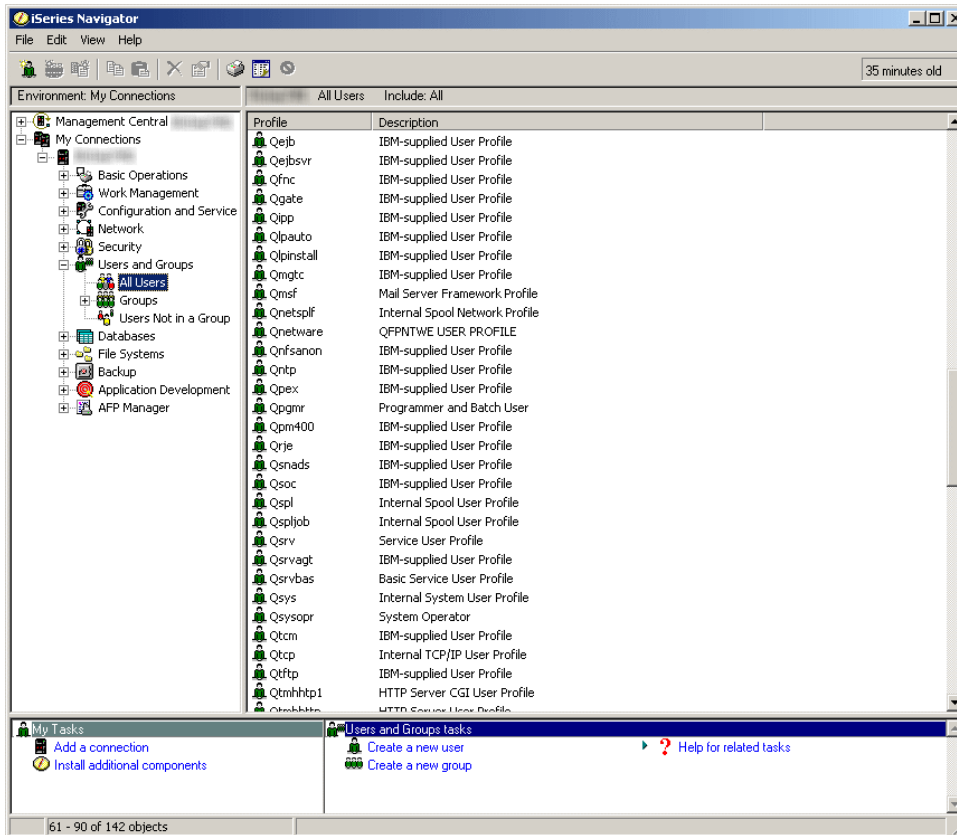 iSeries Navigator
File Edit View Help
35 minutes old
Environment: My Connections
All Users Include: All
Management Central
My Connections
Basic Operations
Work Management
Configuration and Service
Network
Security
Users and Groups
All Users
Groups
Users Not in a Group
Databases
File Systems
Backup
Application Development
AFP Manager
Profile Description
Qejb IBM-supplied User Profile
Qejbsvr IBM-supplied User Profile
Qfnc IBM-supplied User Profile
Qgate IBM-supplied User Profile
Qipp IBM-supplied User Profile
Qlpauto IBM-supplied User Profile
Qlpinstall IBM-supplied User Profile
Qmgtc IBM-supplied User Profile
Qmsf Mail Server Framework Profile
Qnetsplf Internal Spool Network Profile
Qnetware QFPNTWE USER PROFILE
Qnfsanon IBM-supplied User Profile
Qntp IBM-supplied User Profile
Qpex IBM-supplied User Profile
Qpgmr Programmer and Batch User
Qpm400 IBM-supplied User Profile
Qrje IBM-supplied User Profile
Qsnads IBM-supplied User Profile
Qsoc IBM-supplied User Profile
Qspl Internal Spool User Profile
Qspljob Internal Spool User Profile
Qsrv Service User Profile
Qsrvagt IBM-supplied User Profile
Qsrvbas Basic Service User Profile
Qsys Internal System User Profile
Qsysopr System Operator
Qtcm IBM-supplied User Profile
Qtcp Internal TCP/IP User Profile
Qtftp IBM-supplied User Profile
Qtmhhtp1 HTTP Server CGI User Profile
Qtmhhttp HTTP Server User Profile
My Tasks
Add a connection
Install additional components
Users and Groups tasks
Create a new user
Create a new group
Help for related tasks
61 - 90 of 142 objects